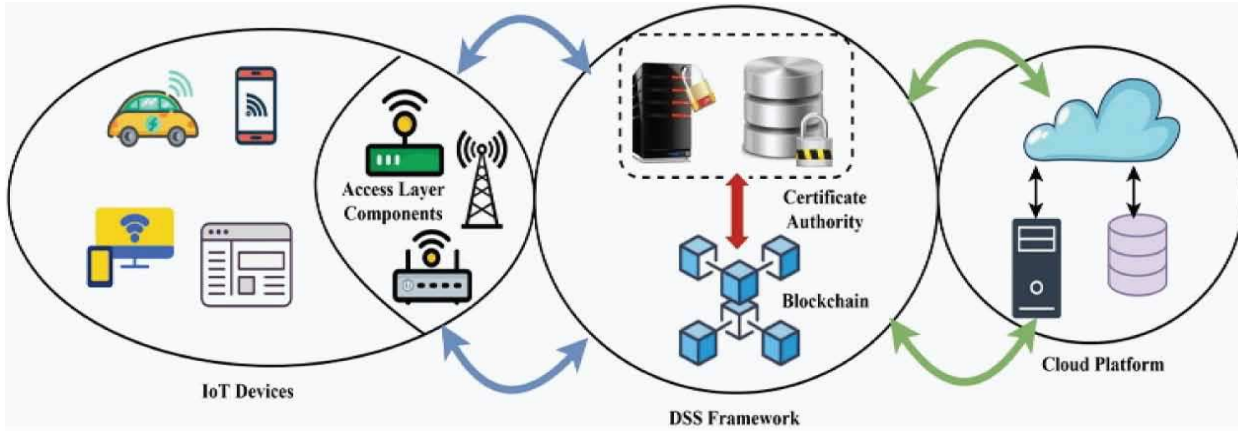 Access Layer
Components
Certificate
Authority
Blockchain
IoT Devices
DSS Framework
Cloud Platform